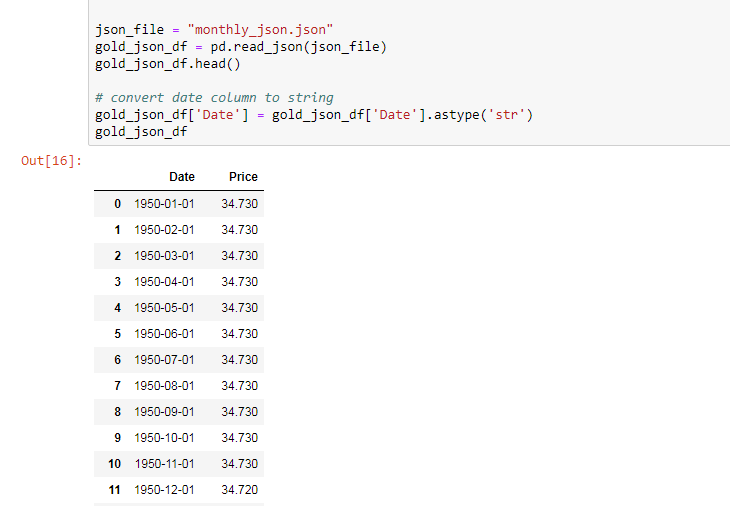 json_file = "monthly_json.json"
gold_json_df = pd.read_json(json_file)
gold_json_df.head()
# convert date column to string
gold_json_df['Date'] = gold_json_df['Date'].astype('str')
gold_json_df
Out[16]:
Date Price
0 1950-01-01 34.730
1 1950-02-01 34.730
2 1950-03-01 34.730
3 1950-04-01 34.730
4 1950-05-01 34.730
5 1950-06-01 34.730
6 1950-07-01 34.730
7 1950-08-01 34.730
8 1950-09-01 34.730
9 1950-10-01 34.730
10 1950-11-01 34.730
11 1950-12-01 34.720